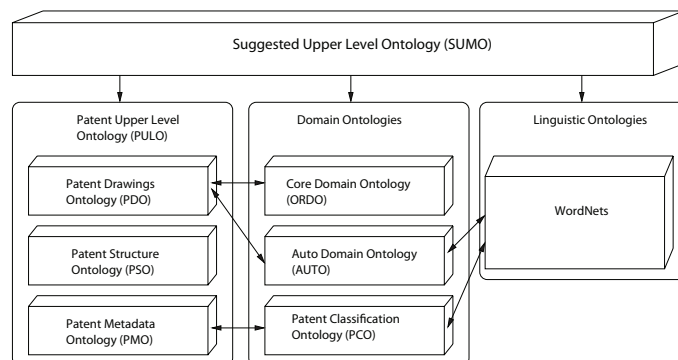 Suggested Upper Level Ontology (SUMO)
Patent Upper Level
Ontology (PULO)
Patent Drawings
Ontology (PDO)
Patent Structure
Ontology (PSO)
Patent Metadata
Ontology (PMO)
Domain Ontologies
Core Domain Ontology
(ORDO)
Auto Domain Ontology
(AUTO)
Patent Classification
Ontology (PCO)
Linguistic Ontologies
WordNets